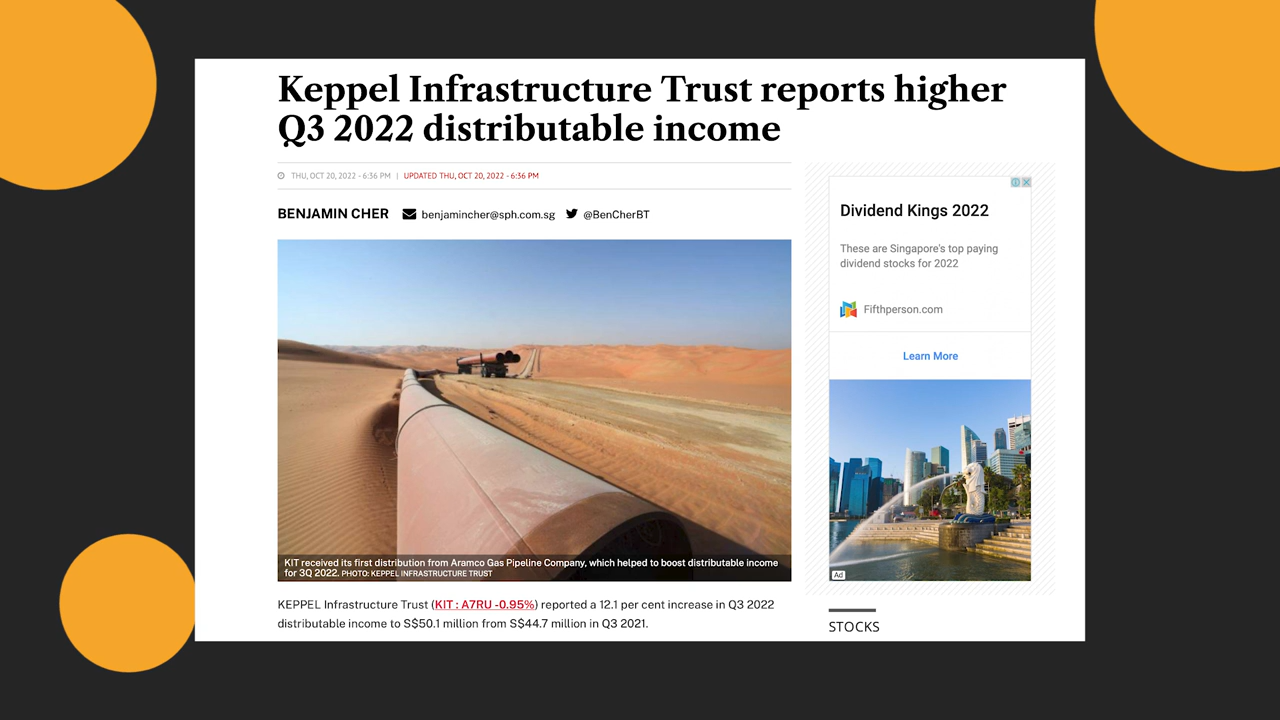 Keppel Infrastructure Trust reports higher
Q3 2022 distributable income
THU, OCT 20, 2022 - 6:36 PM | UPDATED THU, OCT 20, 2022 - 6:36 PM
BENJAMIN CHER benjamincher@sph.com.sg @BenCherBT
KIT received its first distribution from Aramco Gas Pipeline Company, which helped to boost distributable income
for 3Q 2022. PHOTO: KEPPEL INFRASTRUCTURE TRUST
KEPPEL Infrastructure Trust (KIT : A7RU -0.95%) reported a 12.1 per cent increase in Q3 2022
distributable income to S$50.1 million from S$44.7 million in Q3 2021.
Dividend Kings 2022
These are Singapore's top paying
dividend stocks for 2022
Fifthperson.com
Learn More
Ad
STOCKS